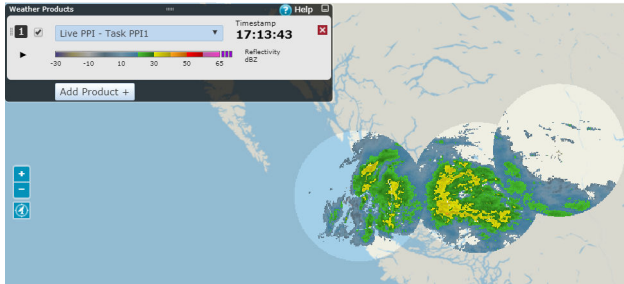 Weather Products
? Help
1
Live PPI - Task PPI1
Timestamp
17:13:43
-30 -10 10 30 50 65
Reflectivity
dBZ
Add Product +
+
−